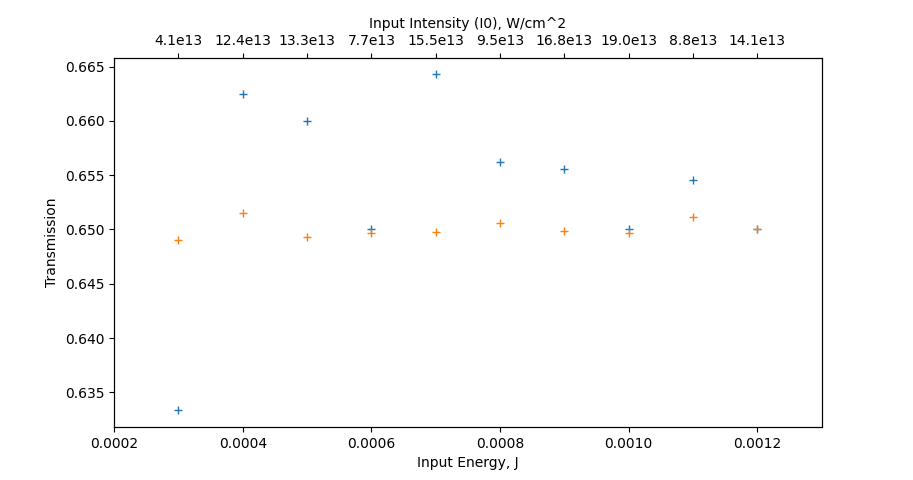 Input Intensity (I0), W/cm^2
4.1e13 12.4e13 13.3e13 7.7e13 15.5e13 9.5e13 16.8e13 19.0e13 8.8e13 14.1e13
0.665
0.660
0.655
0.650
0.645
0.640
0.635
Transmission
0.0002 0.0004 0.0006 0.0008 0.0010 0.0012
Input Energy, J